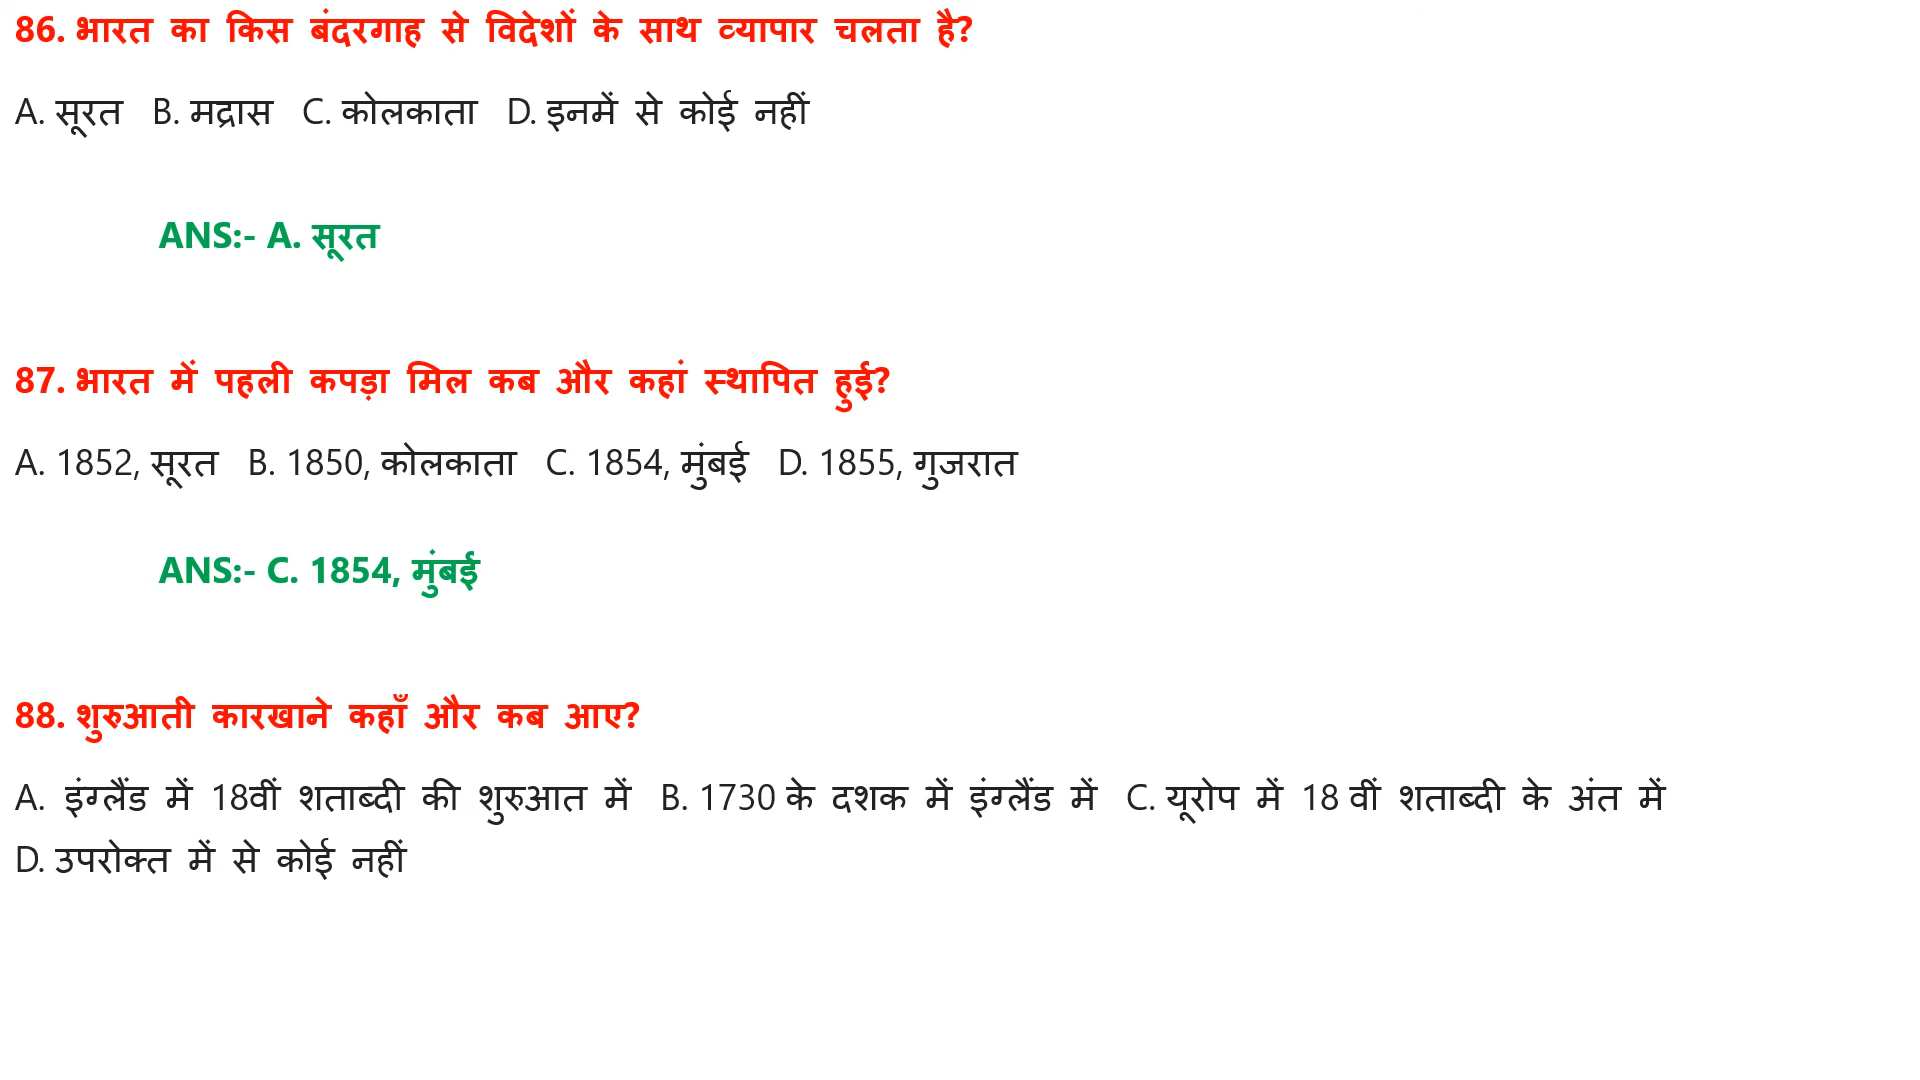 86. भारत का किस बंदरगाह से विदेशों के साथ व्यापार चलता है?
A. सूरत B. मद्रास C. कोलकाता D. इनमें से कोई नहीं
ANS:- A. सूरत
87. भारत में पहली कपड़ा मिल कब और कहां स्थापित हुई?
A. 1852, सूरत B. 1850, कोलकाता C. 1854, मुंबई D. 1855, गुजरात
ANS:- C. 1854, मुंबई
88. शुरुआती कारखाने कहाँ और कब आए?
A. इंग्लैंड में 18वीं शताब्दी की शुरुआत में B. 1730 के दशक में इंग्लैंड में C. यूरोप में 18 वीं शताब्दी के अंत में
D. उपरोक्त में से कोई नहीं